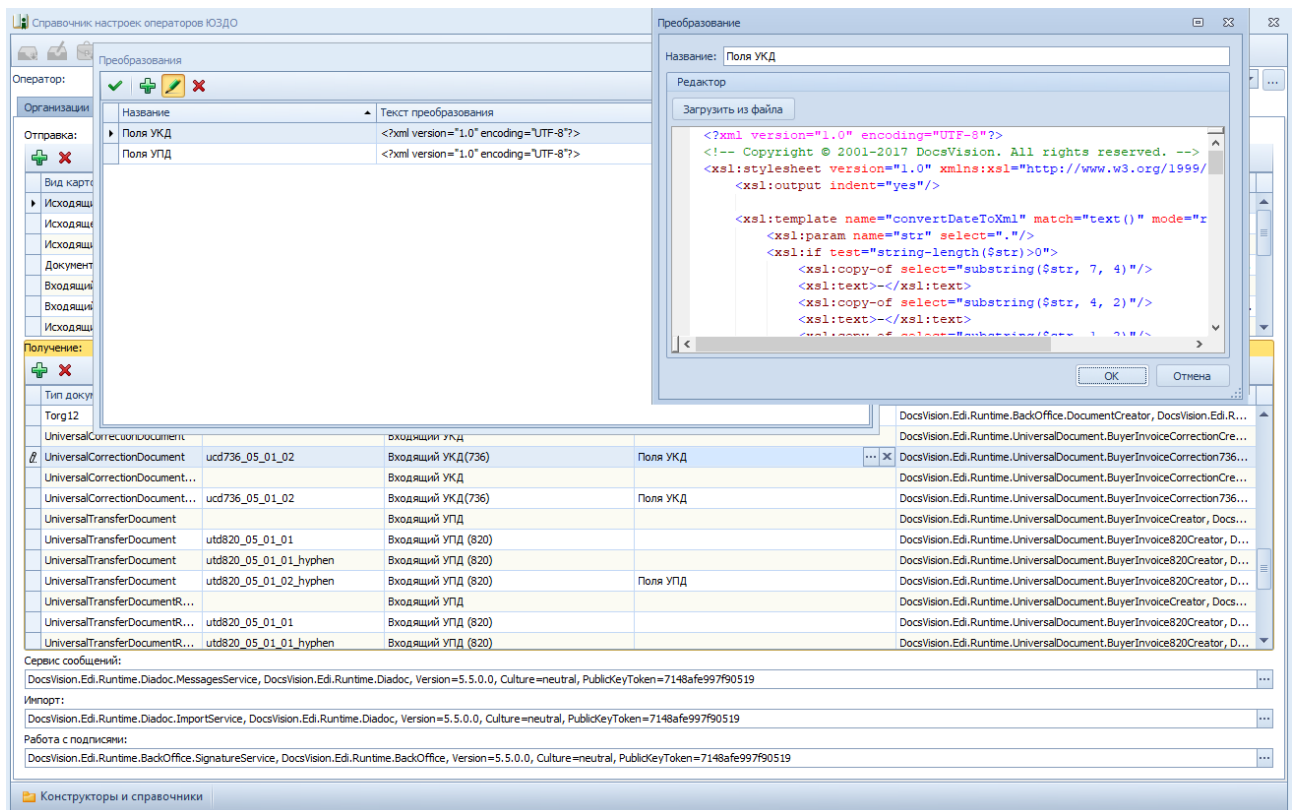 Справочник настроек операторов ЮЗДО
Оператор:
Организации
Отправка:
Вид карто
Исходящи
Исходяще
Исходящи
Документ
Входящий
Входящий
Исходящи
Преобразования
Название Текст преобразования
Поля УКД <?xml version="1.0" encoding="UTF-8"?>
Поля УПД <?xml version="1.0" encoding="UTF-8"?>
Преобразование
Название: Поля УКД
Редактор
Загрузить из файла
<?xml version="1.0" encoding="UTF-8"?>
<!-- Copyright © 2001-2017 DocsVision. All rights reserved. -->
<xsl:stylesheet version="1.0" xmlns:xsl="http://www.w3.org/1999/
<xsl:output indent="yes"/>
<xsl:template name="convertDateToXml" match="text()" mode="r
<xsl:param name="str" select="."/>
<xsl:if test="string-length($str)>0">
<xsl:copy-of select="substring($str, 7, 4)"/>
<xsl:text>-</xsl:text>
<xsl:copy-of select="substring($str, 4, 2)"/>
<xsl:text>-</xsl:text>
<xsl:copy-of select="substring($str, 1, 2)"/>
OK Отмена
Получение:
Тип докум
Torg12 DocsVision.Edi.Runtime.BackOffice.DocumentCreator, DocsVision.Edi.R...
UniversalCorrectionDocument Входящий УКД DocsVision.Edi.Runtime.UniversalDocument.BuyerInvoiceCorrectionCre...
UniversalCorrectionDocument ucd736_05_01_02 Входящий УКД(736) Поля УКД ... DocsVision.Edi.Runtime.UniversalDocument.BuyerInvoiceCorrection736...
UniversalCorrectionDocument... Входящий УКД DocsVision.Edi.Runtime.UniversalDocument.BuyerInvoiceCorrectionCre...
UniversalCorrectionDocument... ucd736_05_01_02 Входящий УКД(736) Поля УКД DocsVision.Edi.Runtime.UniversalDocument.BuyerInvoiceCorrection736...
UniversalTransferDocument Входящий УПД DocsVision.Edi.Runtime.UniversalDocument.BuyerInvoiceCreator, Docs...
UniversalTransferDocument utd820_05_01_01 Входящий УПД (820) DocsVision.Edi.Runtime.UniversalDocument.BuyerInvoice820Creator, D...
UniversalTransferDocument utd820_05_01_01_hyphen Входящий УПД (820) DocsVision.Edi.Runtime.UniversalDocument.BuyerInvoice820Creator, D...
UniversalTransferDocument utd820_05_01_02_hyphen Входящий УПД (820) Поля УПД DocsVision.Edi.Runtime.UniversalDocument.BuyerInvoice820Creator, D...
UniversalTransferDocumentR... Входящий УПД DocsVision.Edi.Runtime.UniversalDocument.BuyerInvoiceCreator, Docs...
UniversalTransferDocumentR... utd820_05_01_01 Входящий УПД (820) DocsVision.Edi.Runtime.UniversalDocument.BuyerInvoice820Creator, D...
UniversalTransferDocumentR... utd820_05_01_01_hyphen Входящий УПД (820) DocsVision.Edi.Runtime.UniversalDocument.BuyerInvoice820Creator, D...
Сервис сообщений:
DocsVision.Edi.Runtime.Diadoc.MessagesService, DocsVision.Edi.Runtime.Diadoc, Version=5.5.0.0, Culture=neutral, PublicKeyToken=7148afe997f90519 ...
Импорт:
DocsVision.Edi.Runtime.Diadoc.ImportService, DocsVision.Edi.Runtime.Diadoc, Version=5.5.0.0, Culture=neutral, PublicKeyToken=7148afe997f90519 ...
Работа с подписями:
DocsVision.Edi.Runtime.BackOffice.SignatureService, DocsVision.Edi.Runtime.BackOffice, Version=5.5.0.0, Culture=neutral, PublicKeyToken=7148afe997f90519 ...
Конструкторы и справочники